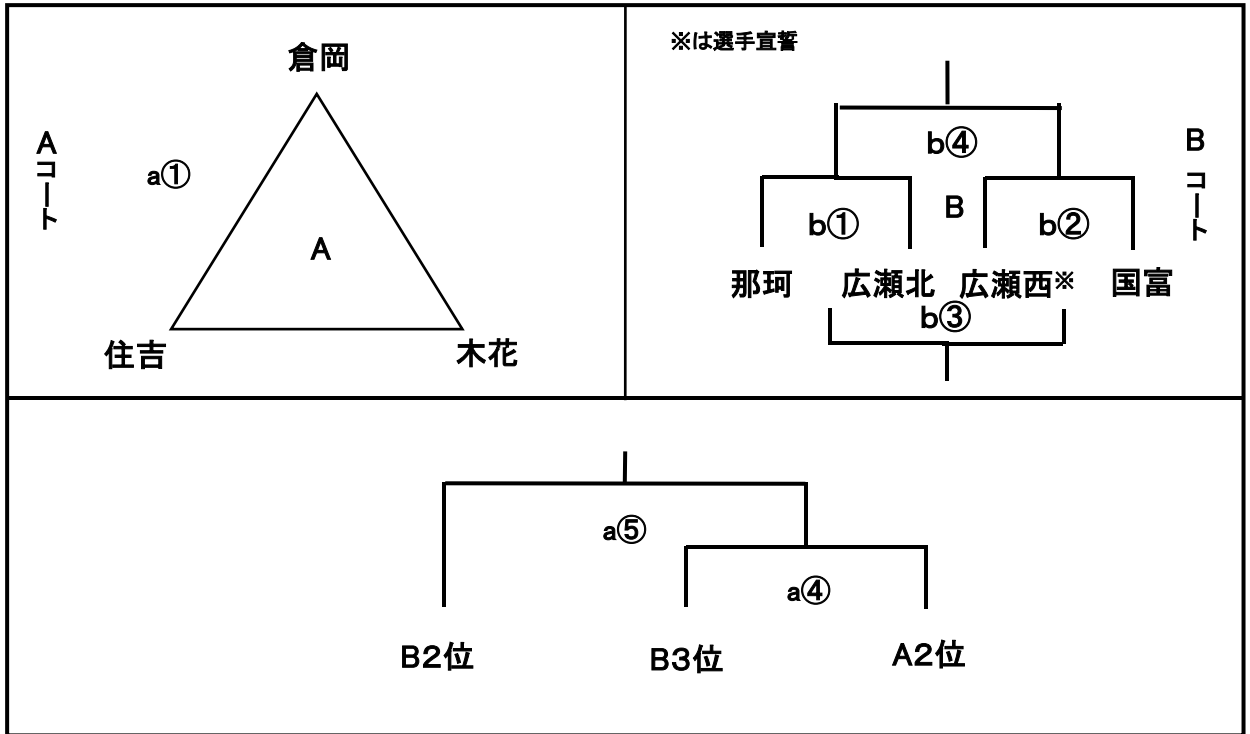 倉岡
Aコート
a①
A
住吉
木花
※は選手宣誓
b④
Bコート
b①
B
b②
那珂
広瀬北
広瀬西※
国富
b③
a⑤
a④
B2位
B3位
A2位